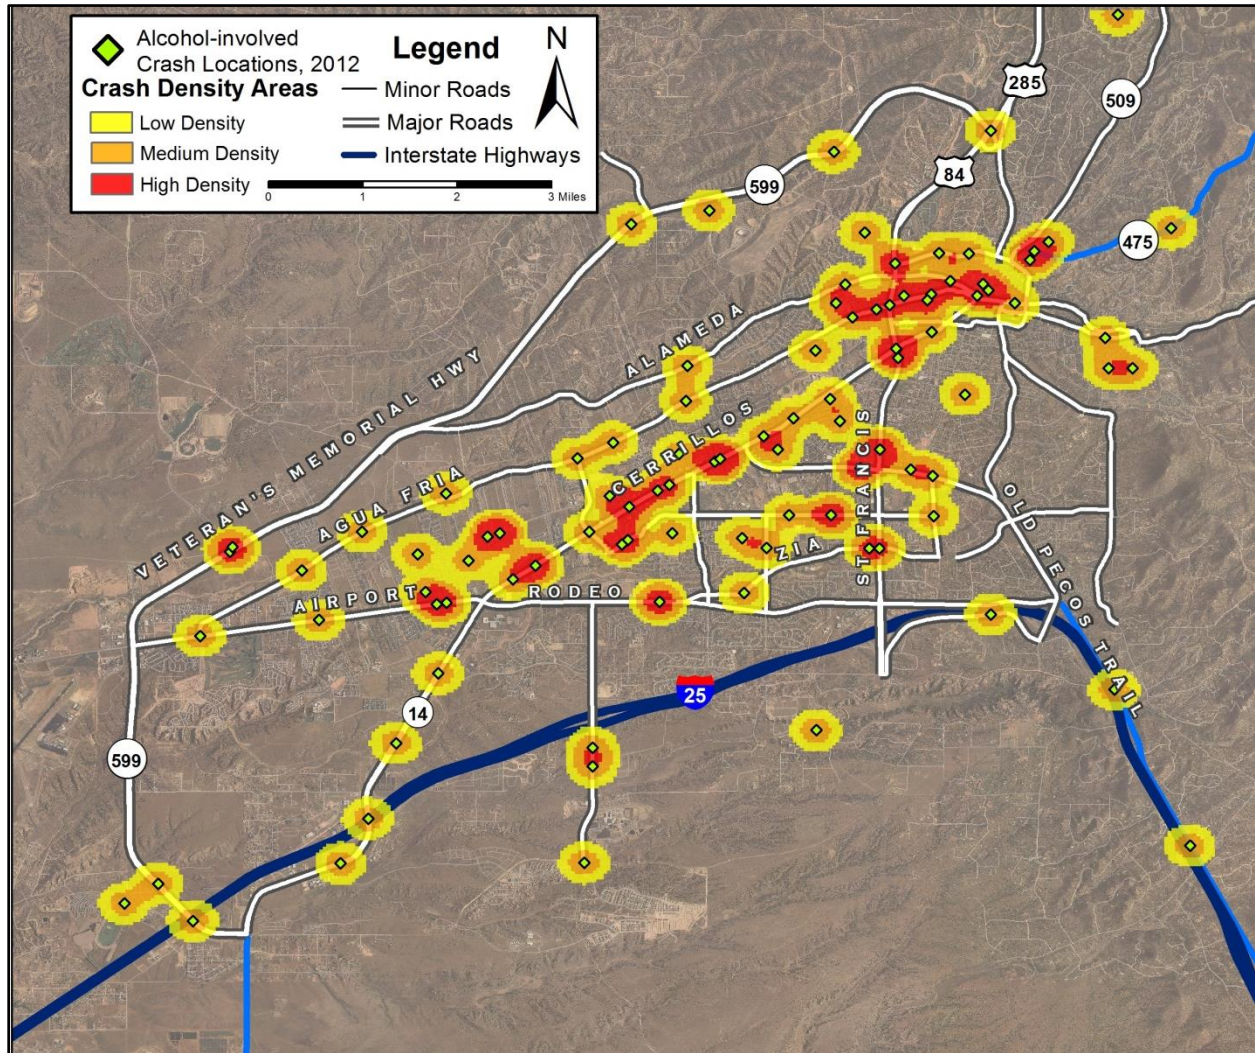 Legend
Alcohol-involved
Crash Locations, 2012
Crash Density Areas
Low Density
Medium Density
High Density
Minor Roads
Major Roads
Interstate Highways
0 1 2 3 Miles
N
285
509
84
599
475
ALAMEDA
VETERAN'S MEMORIAL HWY
CERRILLOS
ST FRANCIS
AGUA FRIA
OLD PECOS TRAIL
ZIA
AIRPORT
RODEO
25
14
599